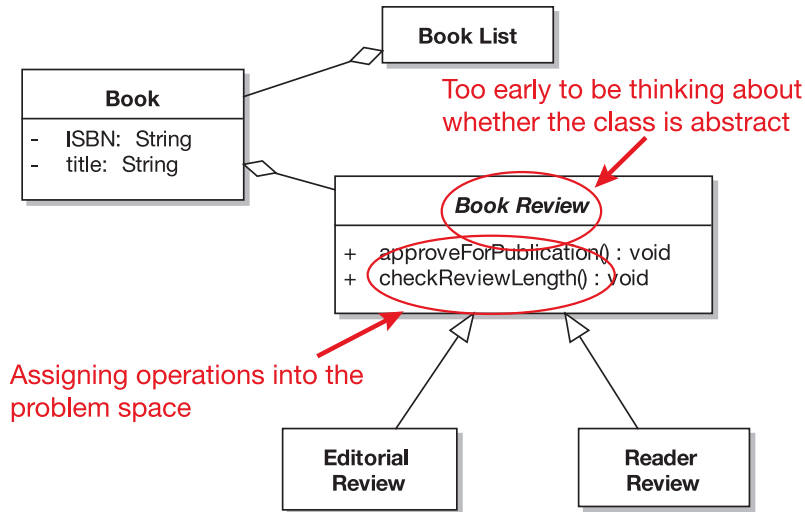 Book List
Book
- ISBN: String
- title: String
Too early to be thinking about
whether the class is abstract
Book Review
+ approveForPublication() : void
+ checkReviewLength() : void
Assigning operations into the
problem space
Editorial
Review
Reader
Review